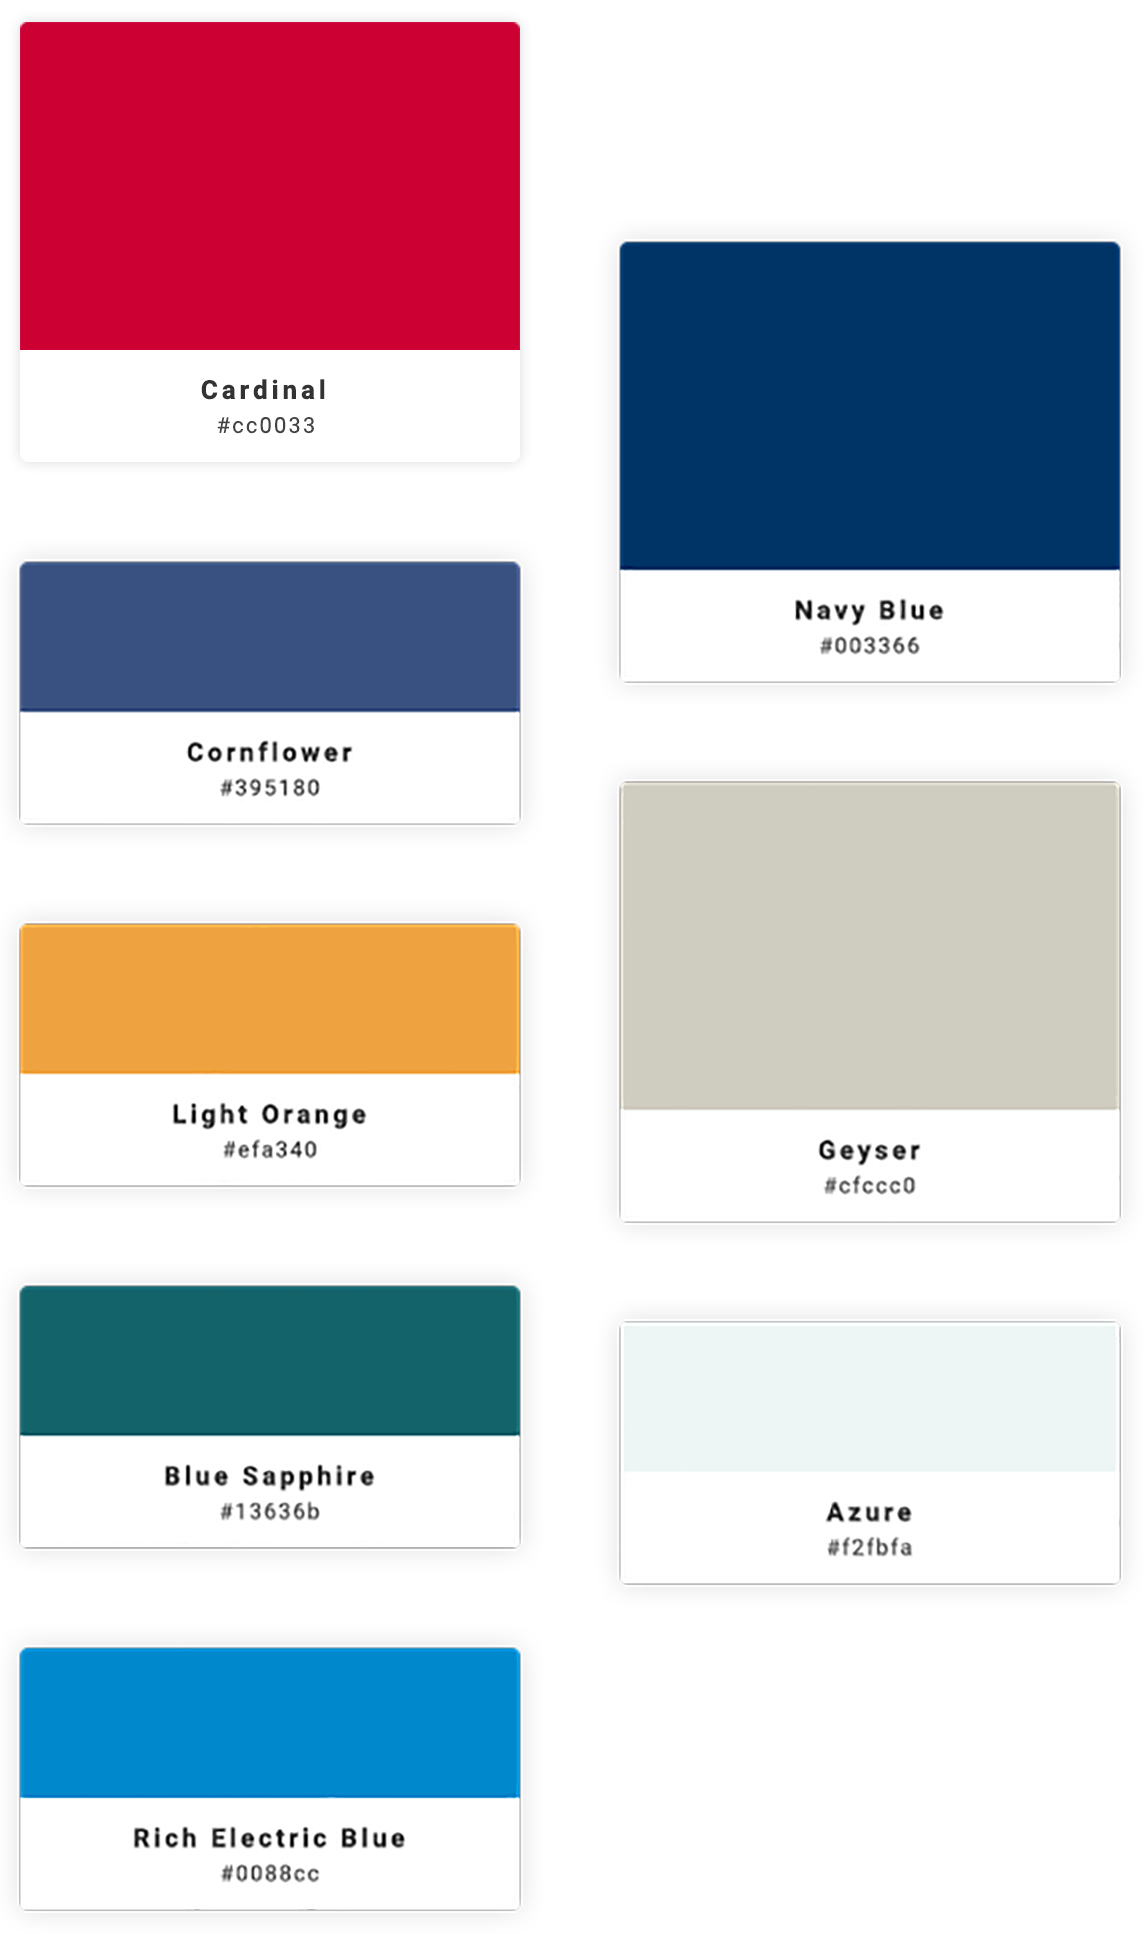 Cardinal
#cc0033
Navy Blue
#003366
Cornflower
#395180
Geyser
#cfccc0
Light Orange
#efa340
Blue Sapphire
#13636b
Azure
#f2fbfa
Rich Electric Blue
#0088cc